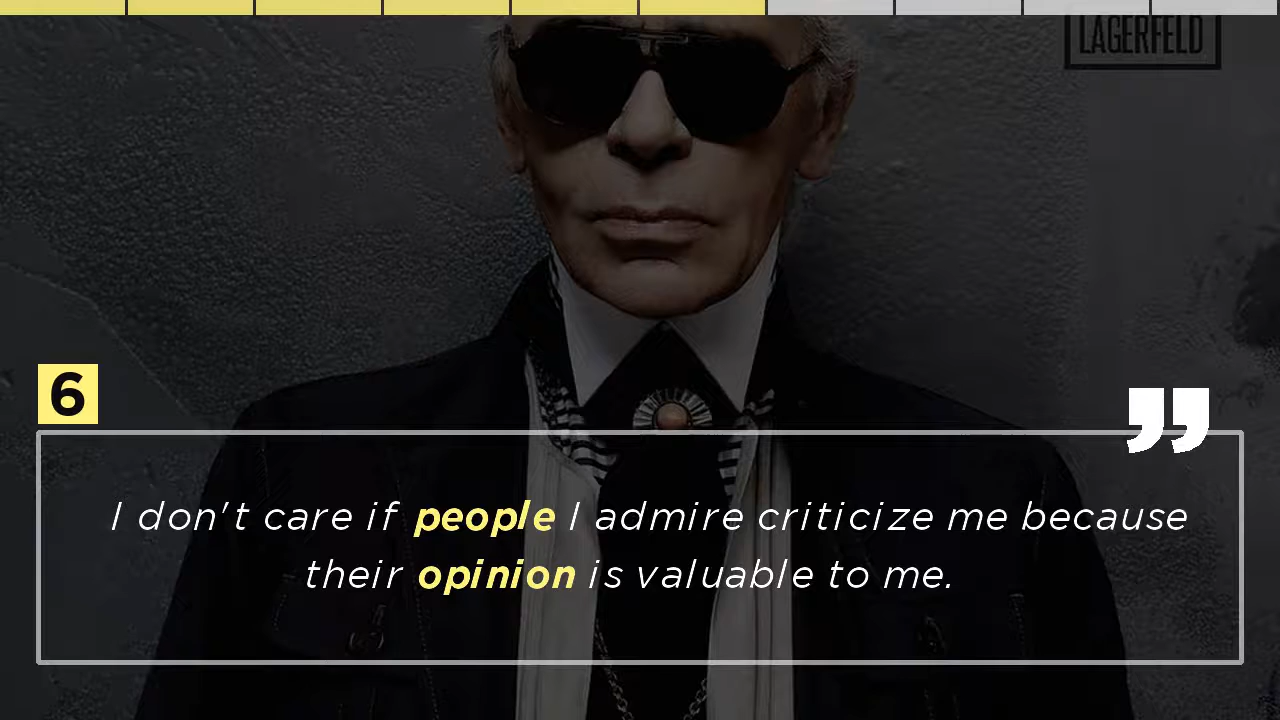 LAGERFELD
6
”
I don't care if people I admire criticize me because
their opinion is valuable to me.